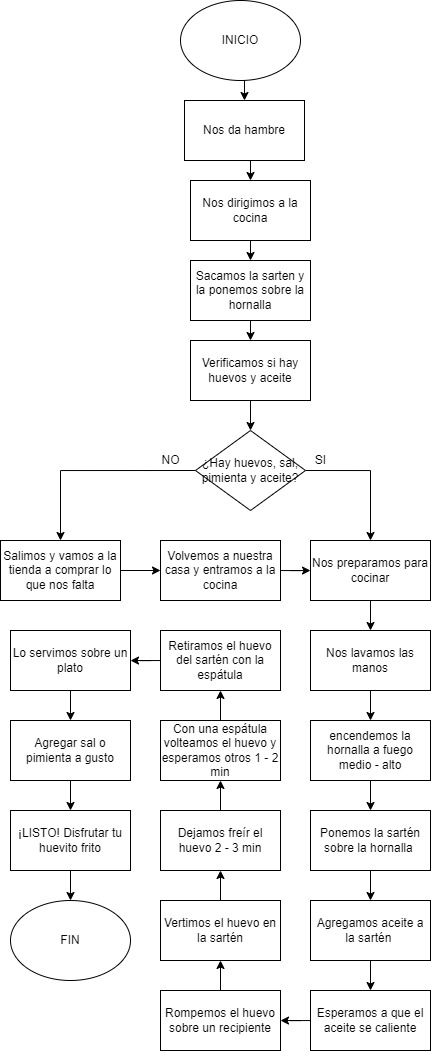 INICIO
Nos da hambre
Nos dirigimos a la
cocina
Sacamos la sarten y
la ponemos sobre la
hornalla
Verificamos si hay
huevos y aceite
¿Hay huevos, sal,
pimienta y aceite?
NO
SI
Salimos y vamos a la
tienda a comprar lo
que nos falta
Volvemos a nuestra
casa y entramos a la
cocina
Nos preparamos para
cocinar
Nos lavamos las
manos
encendemos la
hornalla a fuego
medio - alto
Ponemos la sartén
sobre la hornalla
Agregamos aceite a
la sartén
Esperamos a que el
aceite se caliente
Rompemos el huevo
sobre un recipiente
Vertimos el huevo en
la sartén
Dejamos freír el
huevo 2 - 3 min
Con una espátula
volteamos el huevo y
esperamos otros 1 - 2
min
Retiramos el huevo
del sartén con la
espátula
Lo servimos sobre un
plato
Agregar sal o
pimienta a gusto
¡LISTO! Disfrutar tu
huevito frito
FIN